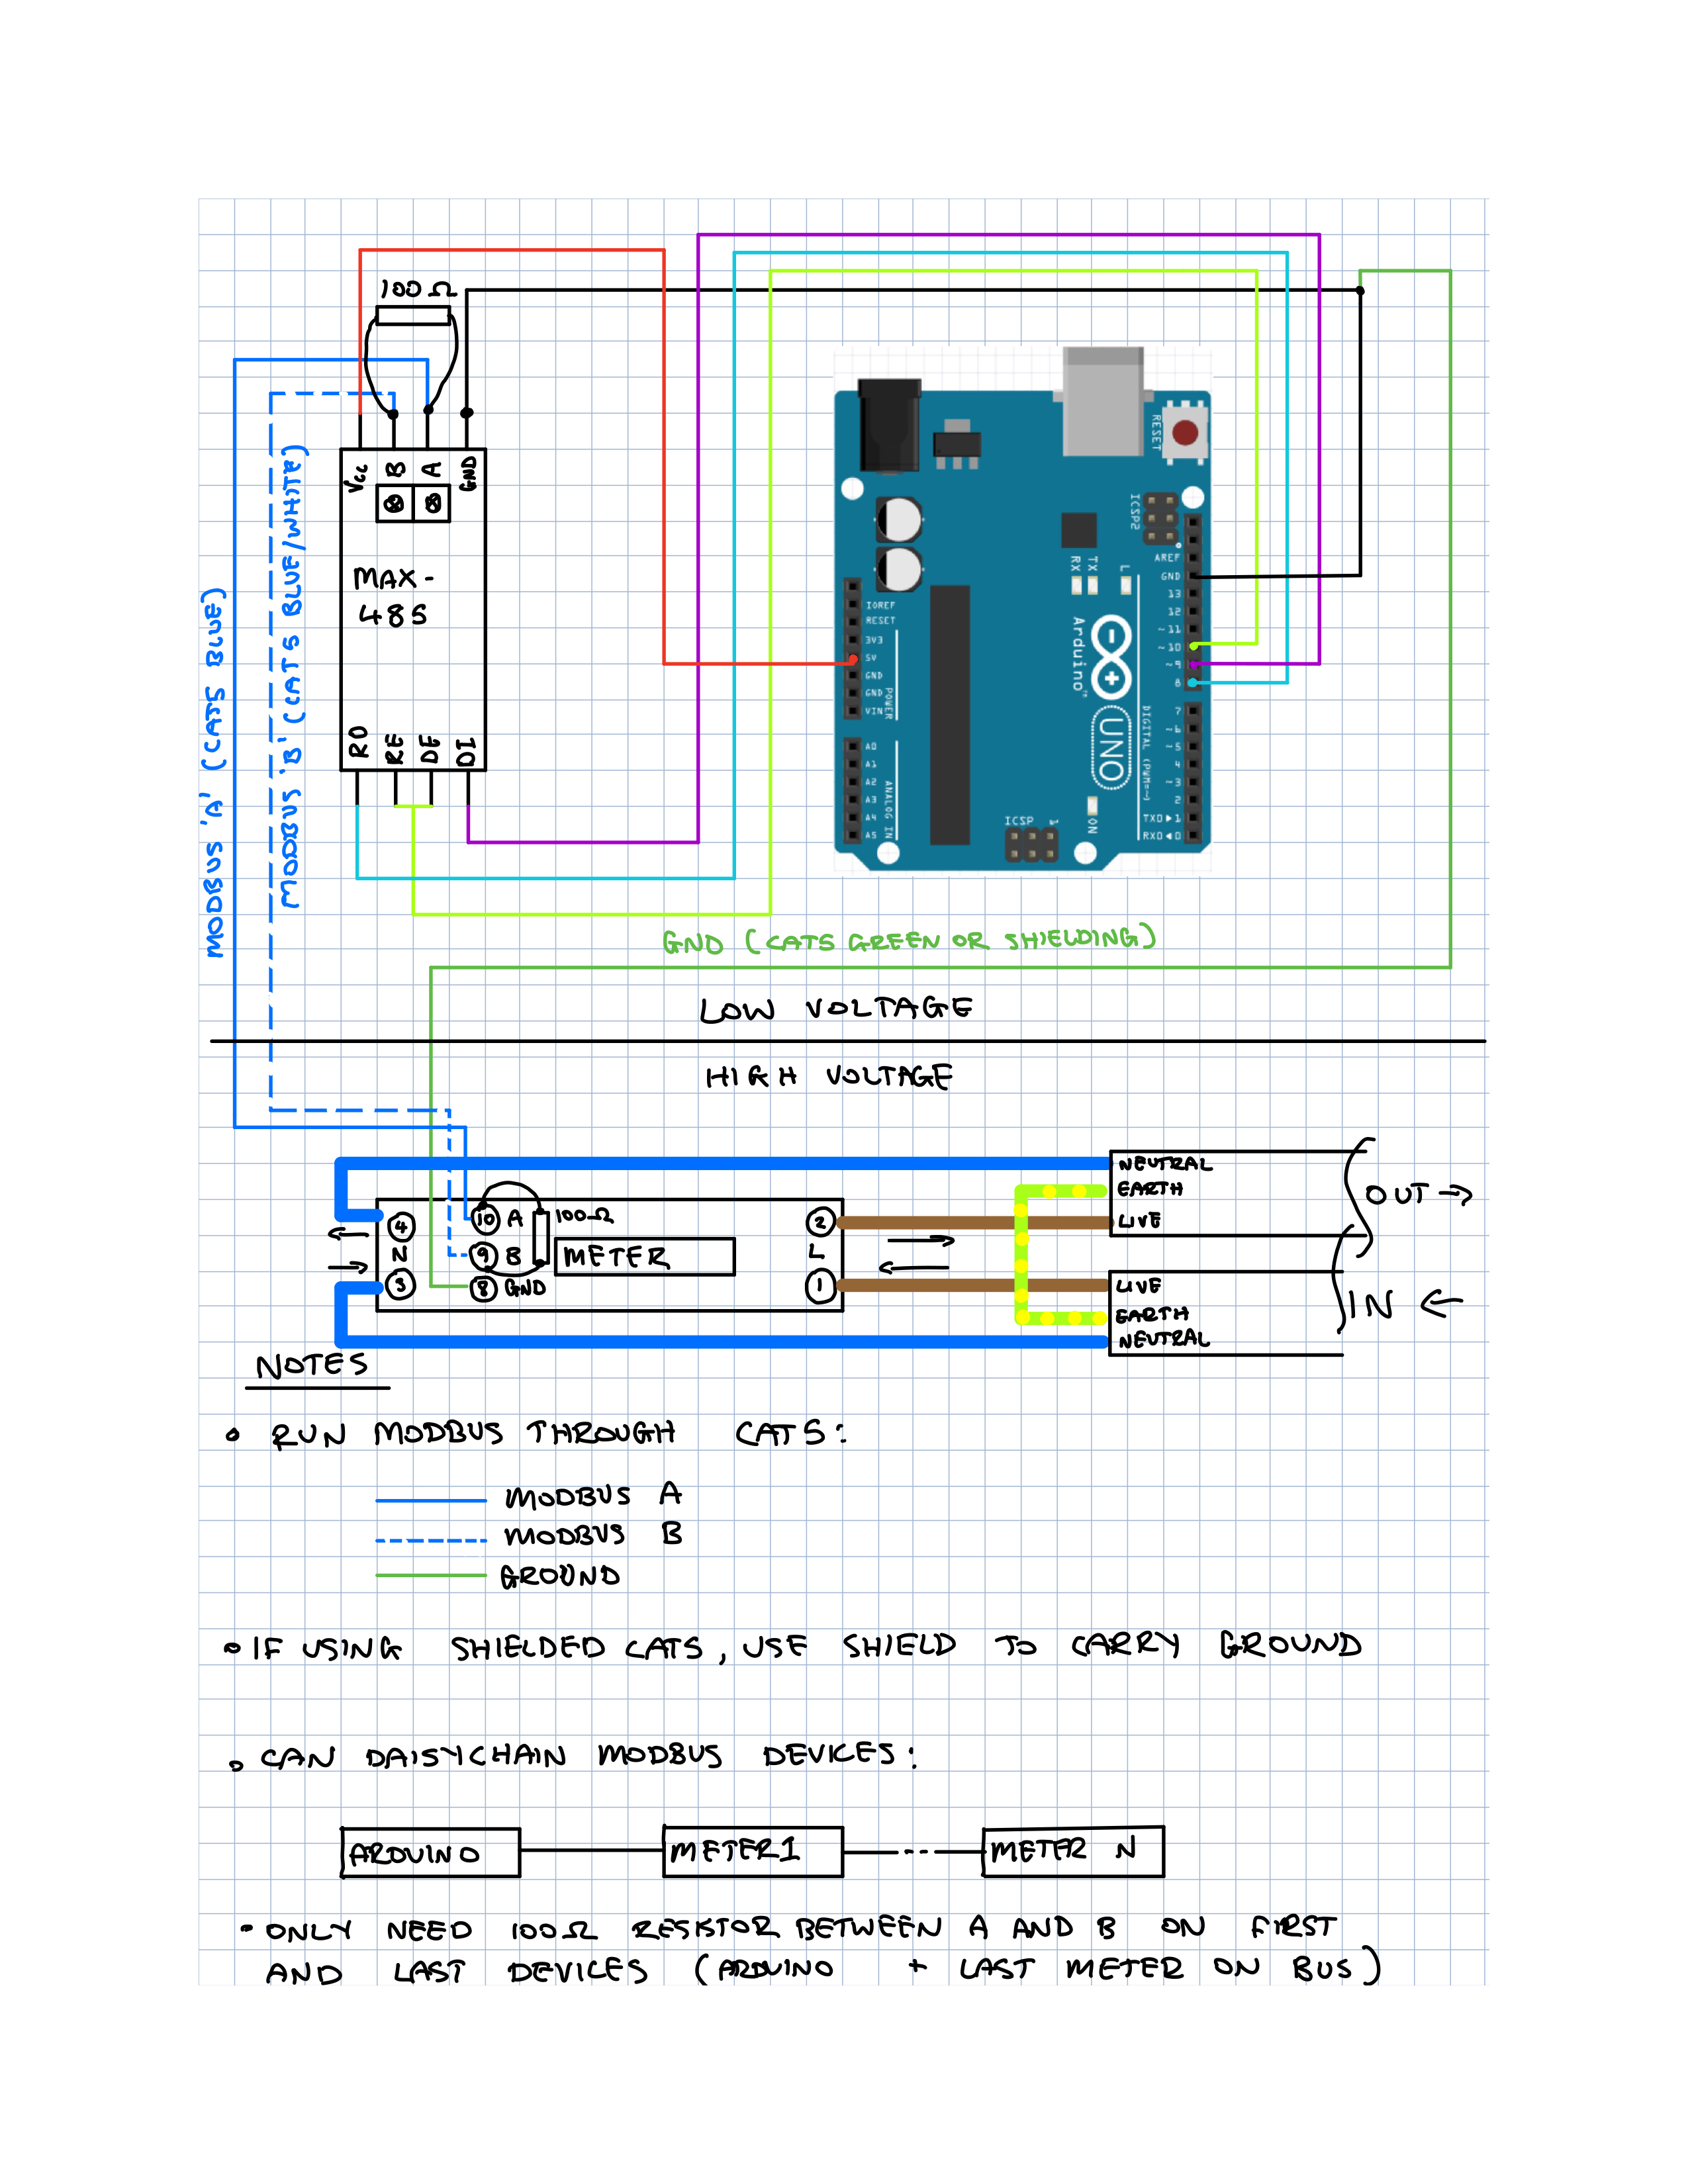 100Ω
Vcc
B
A
GND
MAX-
485
RO
RE
DE
DI
MODBUS 'A' (CAT5 BLUE)
MODBUS 'B' (CAT5 BLUE/WHITE)
RESET
ICSP2
AREF
GND
13
12
~11
~10
~9
8
7
~6
~5
4
~3
2
TXD▶1
RXD◀0
DIGITAL (PWM=~)
L
TX
RX
Arduino™
UNO
ON
ICSP
1
IOREF
RESET
3V3
5V
GND
GND
VIN
POWER
A0
A1
A2
A3
A4
A5
ANALOG IN
GND (CAT5 GREEN OR SHIELDING)
LOW VOLTAGE
HIGH VOLTAGE
4
N
3
10 A
9 B
8 GND
100Ω
METER
2
L
1
NEUTRAL
EARTH
LIVE
OUT →
LIVE
EARTH
NEUTRAL
IN ←
NOTES
• RUN MODBUS THROUGH CAT5:
MODBUS A
MODBUS B
GROUND
• IF USING SHIELDED CAT5, USE SHIELD TO CARRY GROUND
• CAN DAISYCHAIN MODBUS DEVICES:
ARDUINO
METER1
METER N
• ONLY NEED 100Ω RESISTOR BETWEEN A AND B ON FIRST
AND LAST DEVICES (ARDUINO + LAST METER ON BUS)